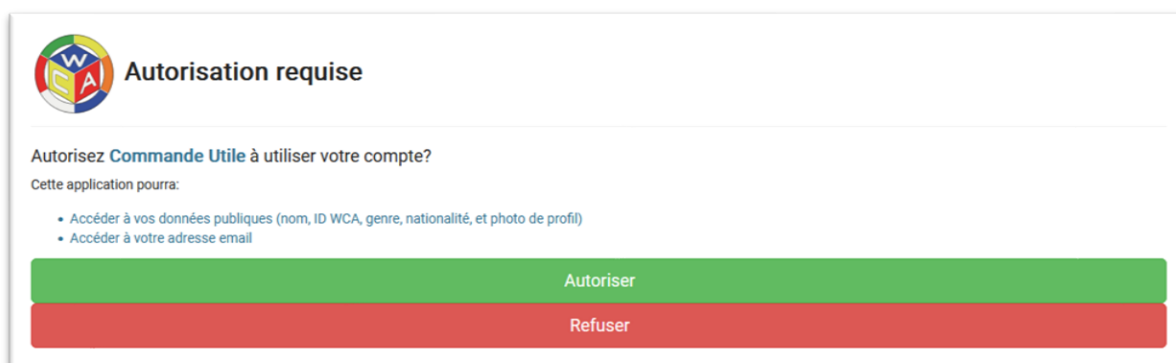 WCA
Autorisation requise
Autorisez Commande Utile à utiliser votre compte?
Cette application pourra:
• Accéder à vos données publiques (nom, ID WCA, genre, nationalité, et photo de profil)
• Accéder à votre adresse email
Autoriser
Refuser